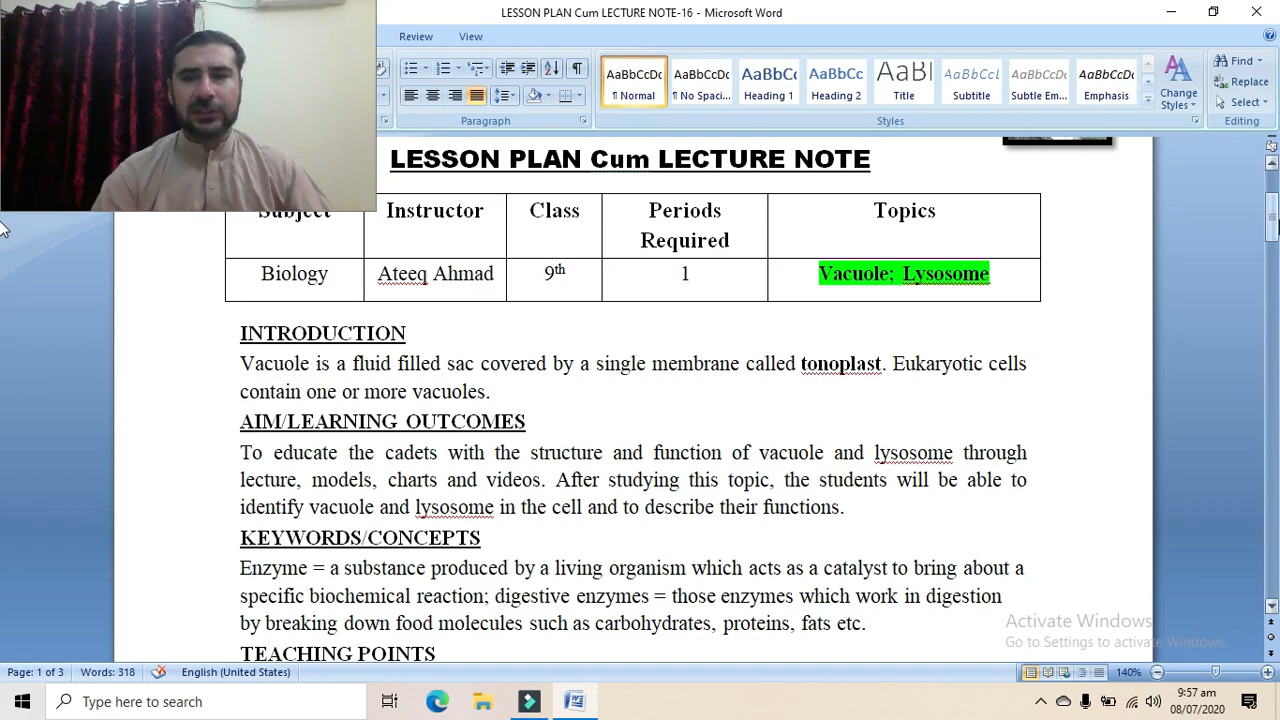 LESSON PLAN Cum LECTURE NOTE-16 - Microsoft Word
Review View
AaBbCcDc AaBbCcDc AaBbCc AaBbCc AaBl AaBbCcL AaBbCcDc AaBbCcDc
¶ Normal ¶ No Spaci... Heading 1 Heading 2 Title Subtitle Subtle Em... Emphasis
Change Styles
Find
Replace
Select
Paragraph Styles Editing
LESSON PLAN Cum LECTURE NOTE
Subject Instructor Class Periods Required Topics
Biology Ateeq Ahmad 9th 1 Vacuole; Lysosome
INTRODUCTION
Vacuole is a fluid filled sac covered by a single membrane called tonoplast. Eukaryotic cells
contain one or more vacuoles.
AIM/LEARNING OUTCOMES
To educate the cadets with the structure and function of vacuole and lysosome through
lecture, models, charts and videos. After studying this topic, the students will be able to
identify vacuole and lysosome in the cell and to describe their functions.
KEYWORDS/CONCEPTS
Enzyme = a substance produced by a living organism which acts as a catalyst to bring about a
specific biochemical reaction; digestive enzymes = those enzymes which work in digestion
by breaking down food molecules such as carbohydrates, proteins, fats etc.
TEACHING POINTS
Activate Windows
Go to Settings to activate Windows.
Page: 1 of 3 Words: 318 English (United States) 140%
Type here to search
9:57 am
08/07/2020